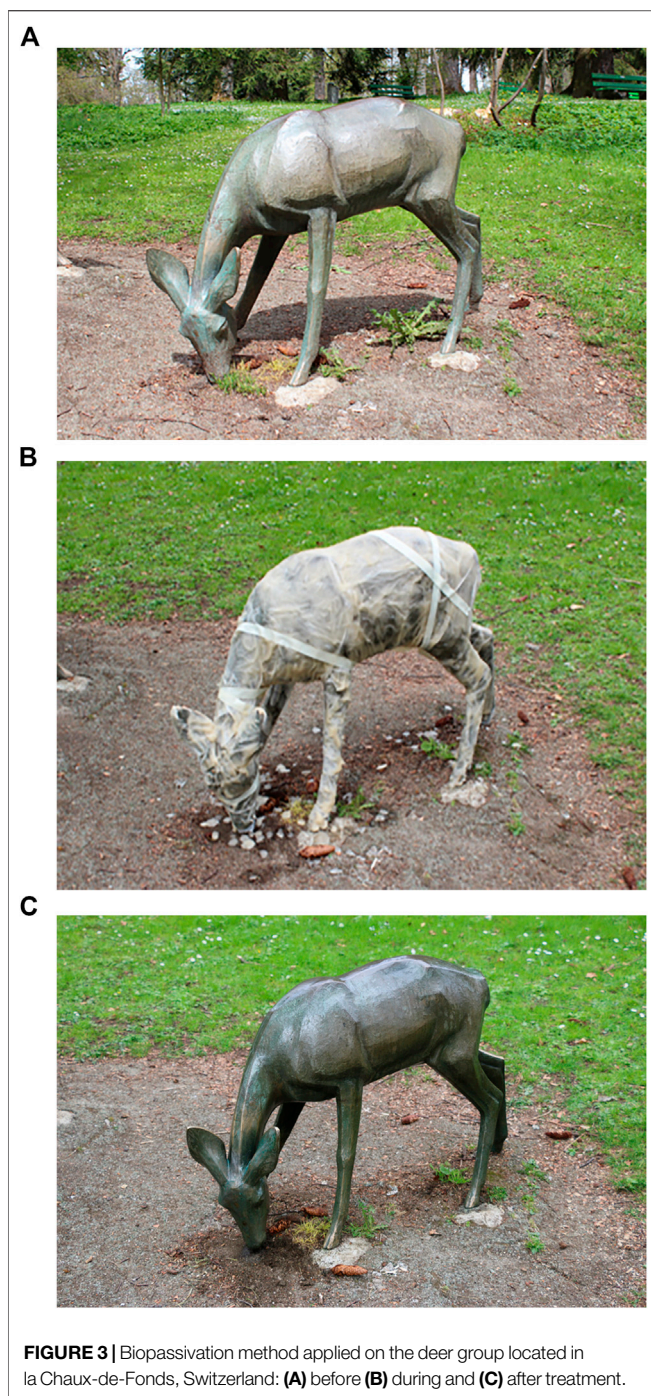 A
B
C
FIGURE 3 | Biopassivation method applied on the deer group located in
la Chaux-de-Fonds, Switzerland: (A) before (B) during and (C) after treatment.